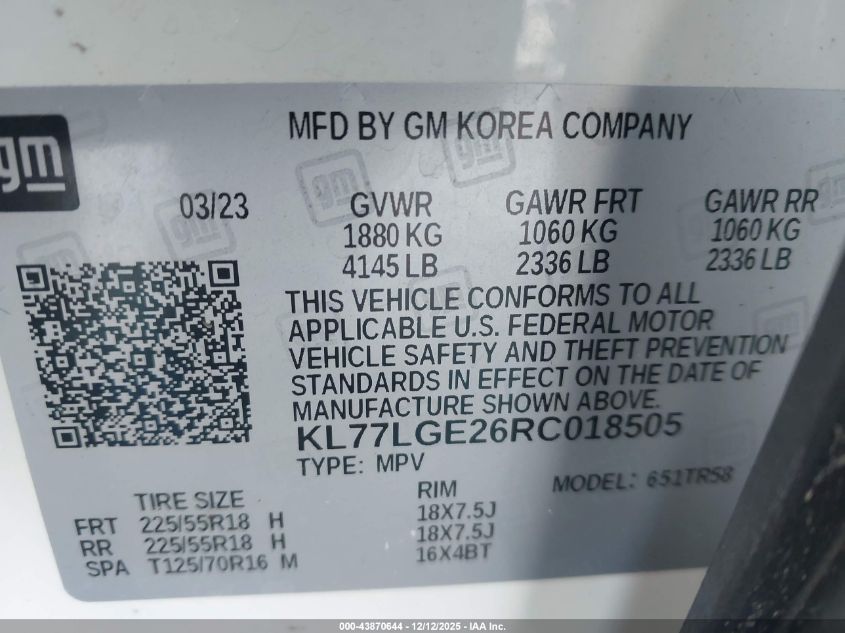 gm
MFD BY GM KOREA COMPANY
03/23 GVWR GAWR FRT GAWR RR
1880 KG 1060 KG 1060 KG
4145 LB 2336 LB 2336 LB
THIS VEHICLE CONFORMS TO ALL
APPLICABLE U.S. FEDERAL MOTOR
VEHICLE SAFETY AND THEFT PREVENTION
STANDARDS IN EFFECT ON THE DATE OF
MANUFACTURE SHOWN ABOVE.
KL77LGE26RC018505
TYPE: MPV MODEL: 651TR58
TIRE SIZE RIM
FRT 225/55R18 H 18X7.5J
RR 225/55R18 H 18X7.5J
SPA T125/70R16 M 16X4BT
000-43870644 - 12/12/2025 - IAA Inc.